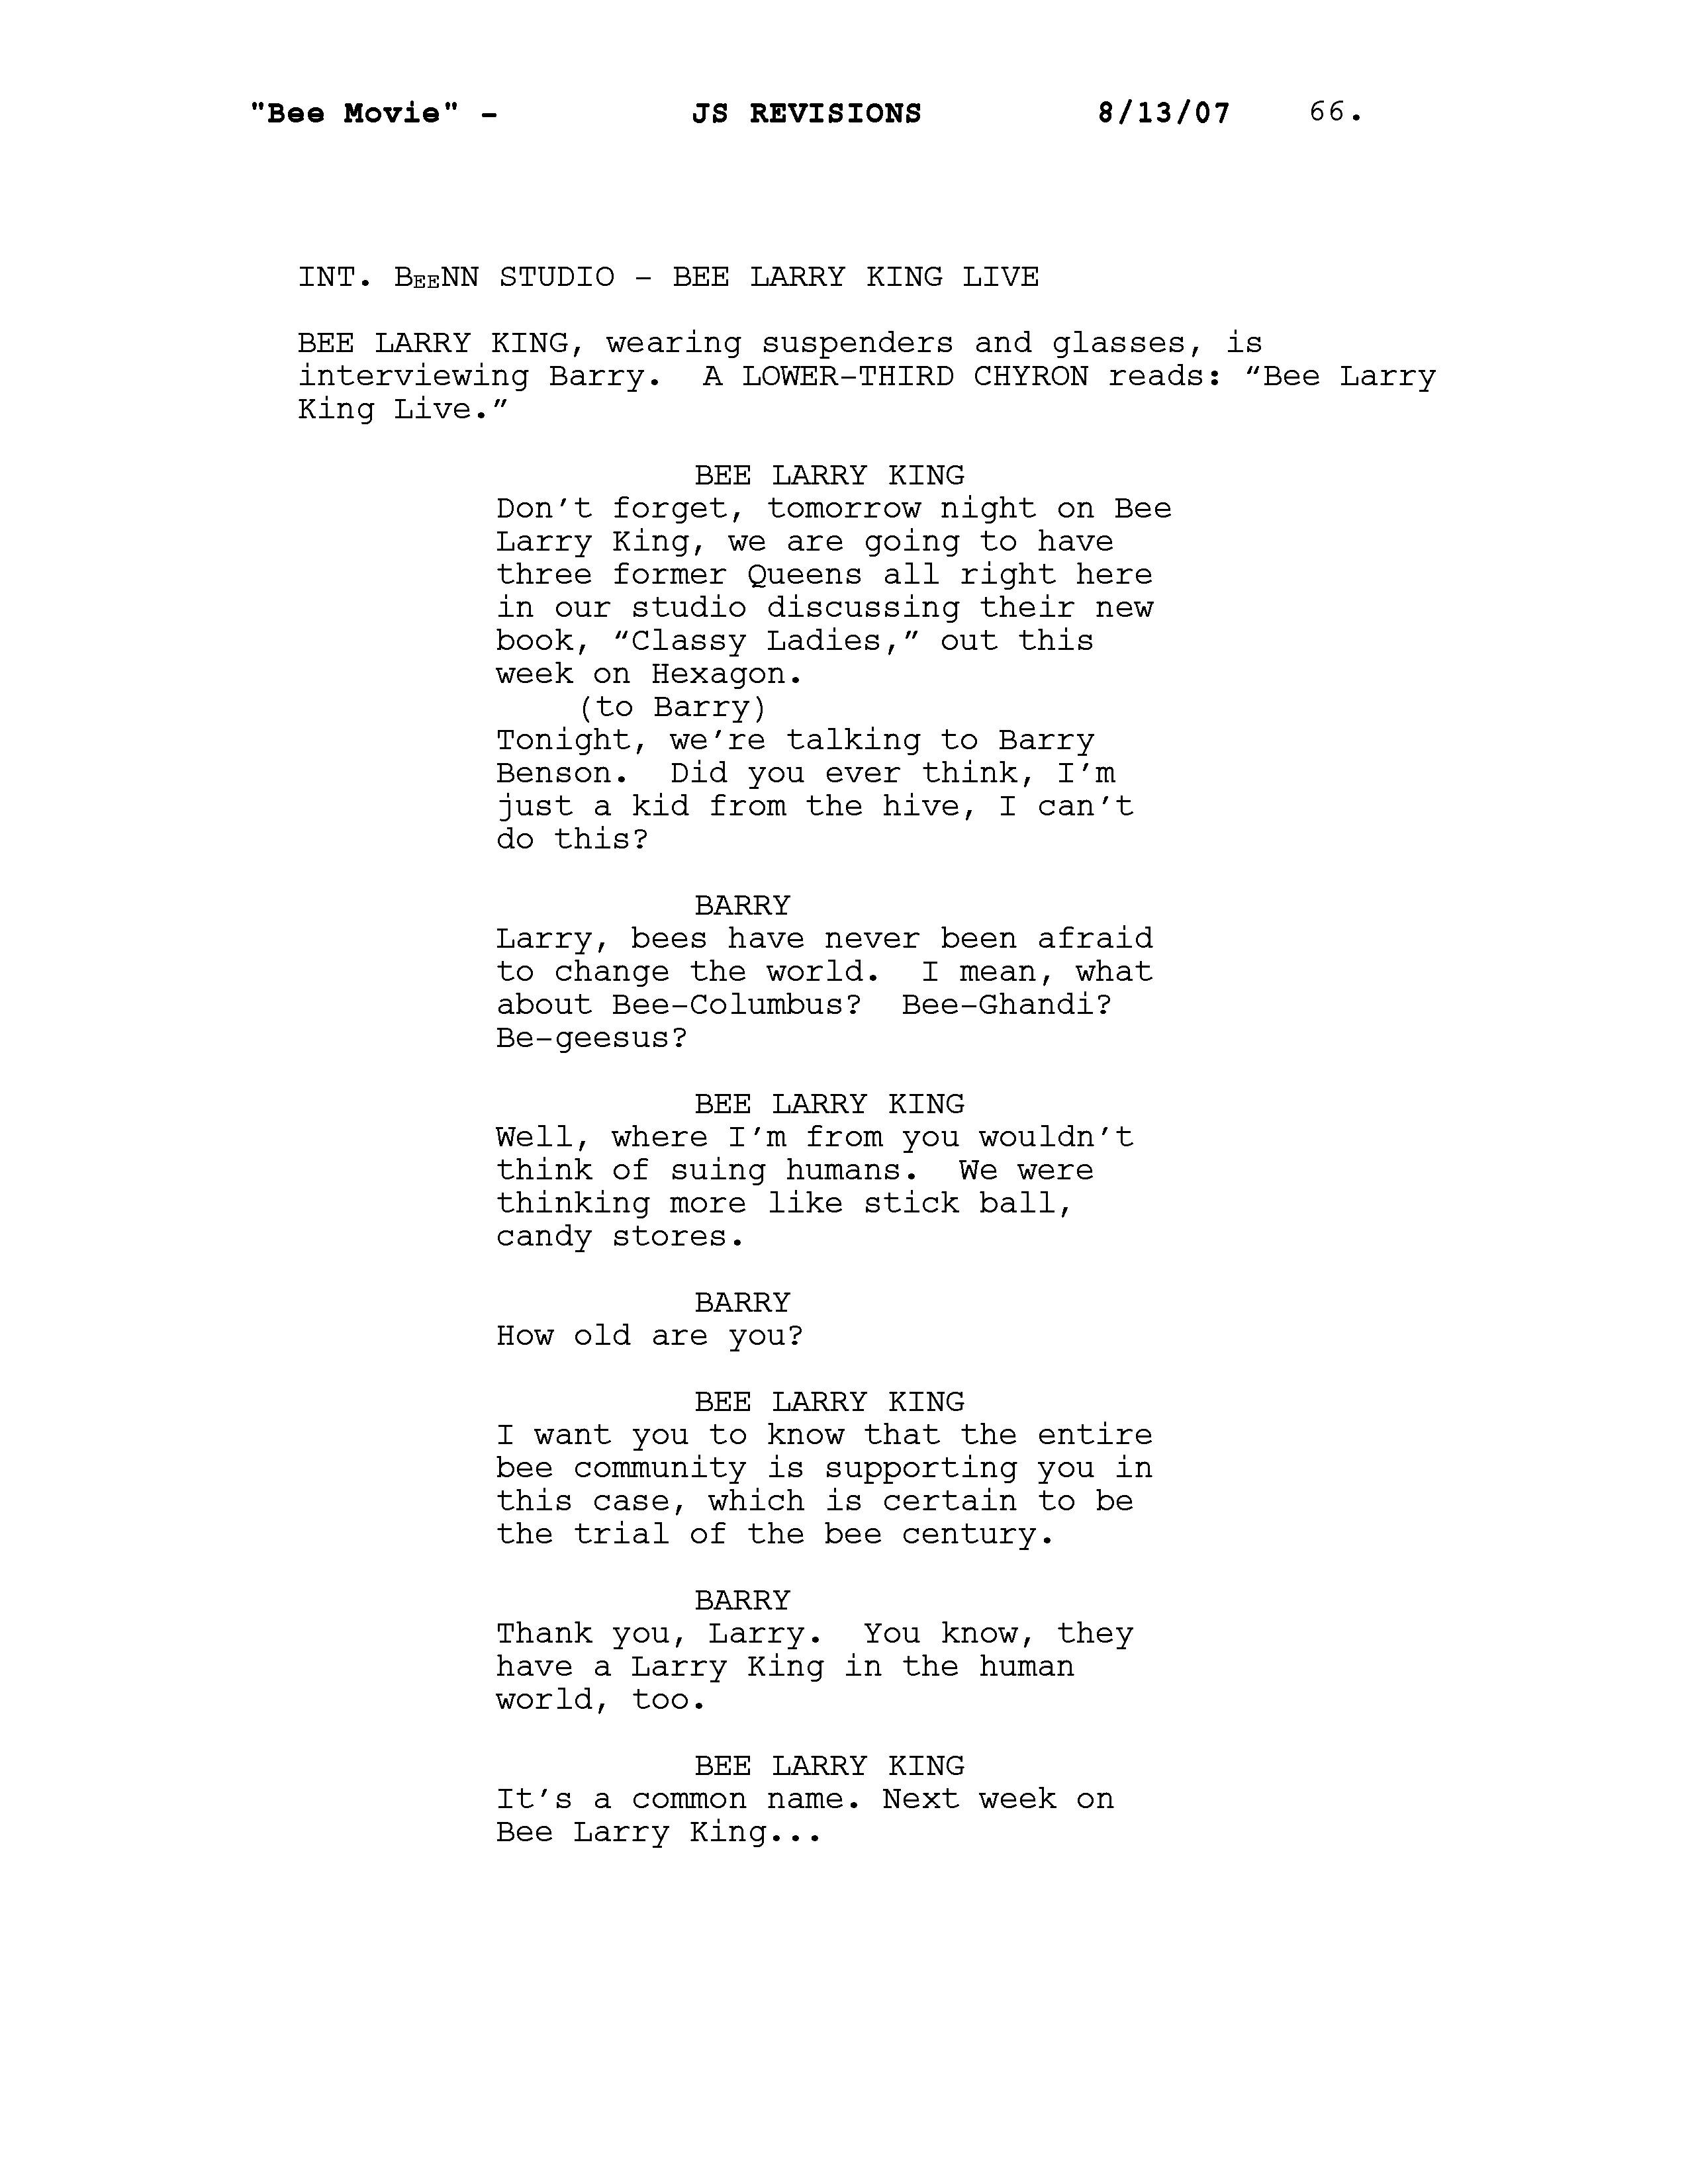 "Bee Movie" - JS REVISIONS 8/13/07 66.
INT. BEENN STUDIO - BEE LARRY KING LIVE
BEE LARRY KING, wearing suspenders and glasses, is
interviewing Barry.  A LOWER-THIRD CHYRON reads: “Bee Larry
King Live.”
BEE LARRY KING
Don’t forget, tomorrow night on Bee
Larry King, we are going to have
three former Queens all right here
in our studio discussing their new
book, “Classy Ladies,” out this
week on Hexagon.
(to Barry)
Tonight, we’re talking to Barry
Benson.  Did you ever think, I’m
just a kid from the hive, I can’t
do this?
BARRY
Larry, bees have never been afraid
to change the world.  I mean, what
about Bee-Columbus?  Bee-Ghandi?
Be-geesus?
BEE LARRY KING
Well, where I’m from you wouldn’t
think of suing humans.  We were
thinking more like stick ball,
candy stores.
BARRY
How old are you?
BEE LARRY KING
I want you to know that the entire
bee community is supporting you in
this case, which is certain to be
the trial of the bee century.
BARRY
Thank you, Larry.  You know, they
have a Larry King in the human
world, too.
BEE LARRY KING
It’s a common name. Next week on
Bee Larry King...